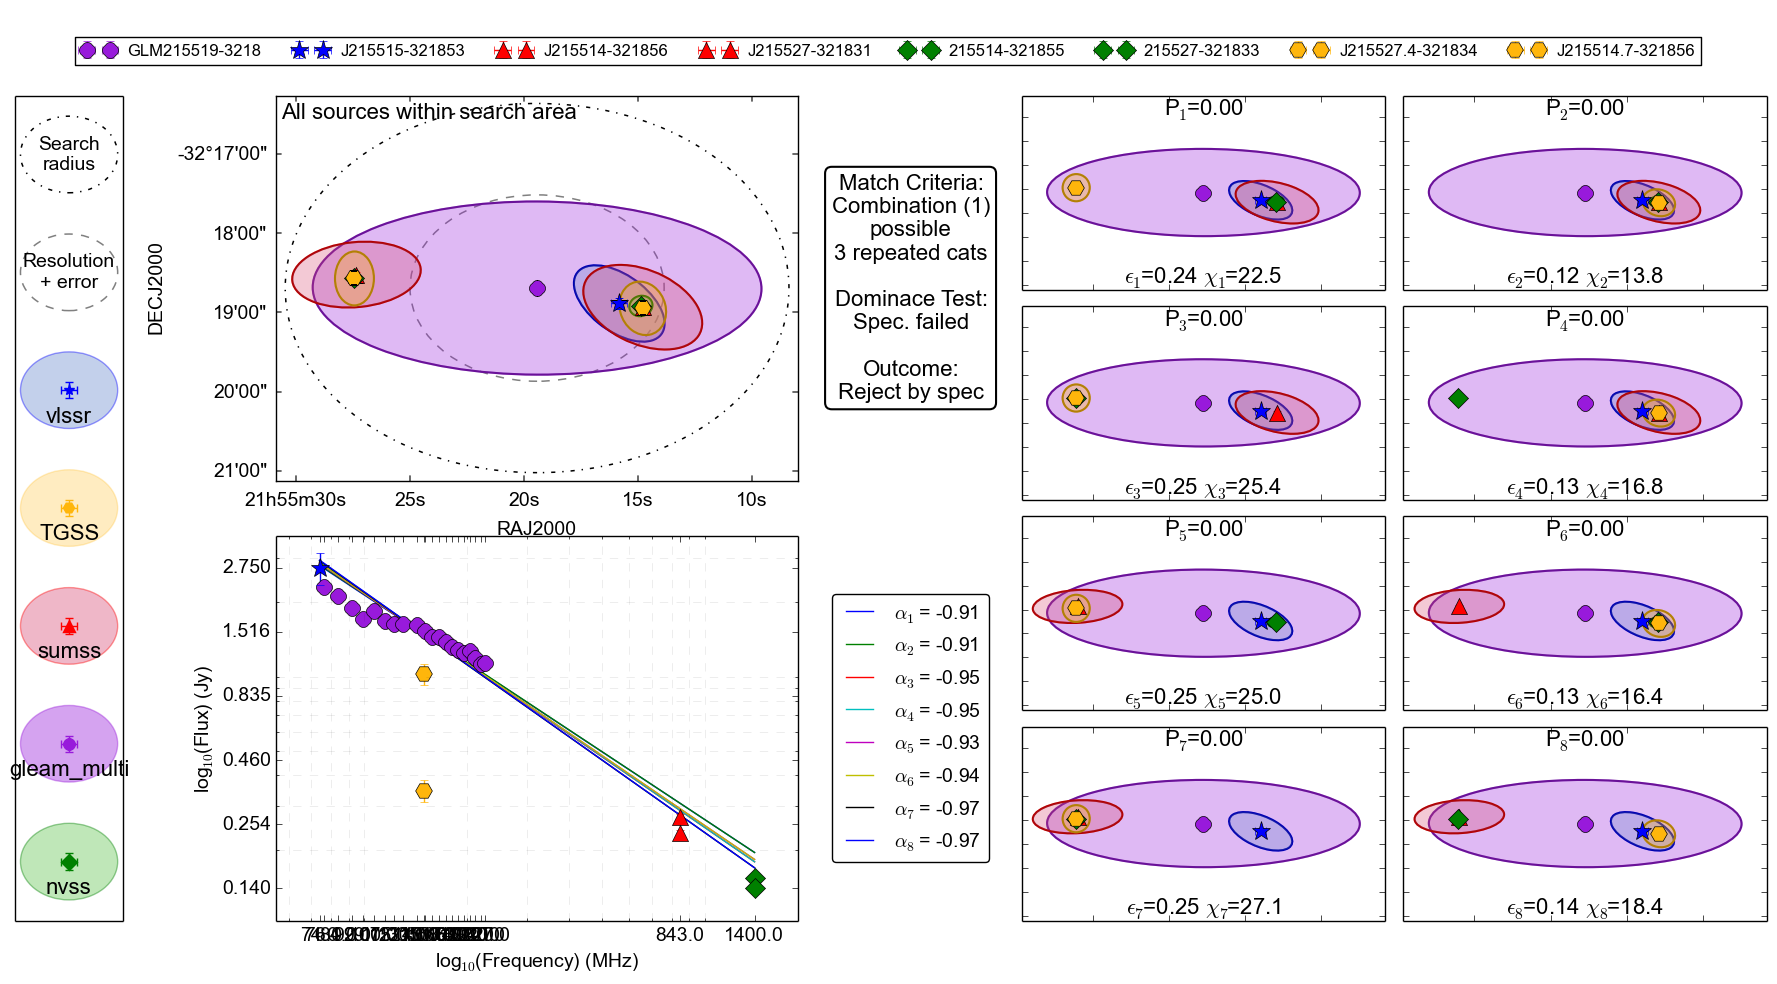 GLM215519-3218 J215515-321853 J215514-321856 J215527-321831 215514-321855 215527-321833 J215527.4-321834 J215514.7-321856
Search
radius
Resolution
+ error
vlssr
TGSS
sumss
gleam_multi
nvss
All sources within search area
DECJ2000
-32°17'00"
18'00"
19'00"
20'00"
21'00"
21h55m30s 25s 20s 15s 10s
RAJ2000
Match Criteria:
Combination (1)
possible
3 repeated cats
Dominace Test:
Spec. failed
Outcome:
Reject by spec
log10(Flux) (Jy)
2.750
1.516
0.835
0.460
0.254
0.140
843.0 1400.0
log10(Frequency) (MHz)
α1 = -0.91
α2 = -0.91
α3 = -0.95
α4 = -0.95
α5 = -0.93
α6 = -0.94
α7 = -0.97
α8 = -0.97
P1=0.00
ε1=0.24 χ1=22.5
P2=0.00
ε2=0.12 χ2=13.8
P3=0.00
ε3=0.25 χ3=25.4
P4=0.00
ε4=0.13 χ4=16.8
P5=0.00
ε5=0.25 χ5=25.0
P6=0.00
ε6=0.13 χ6=16.4
P7=0.00
ε7=0.25 χ7=27.1
P8=0.00
ε8=0.14 χ8=18.4